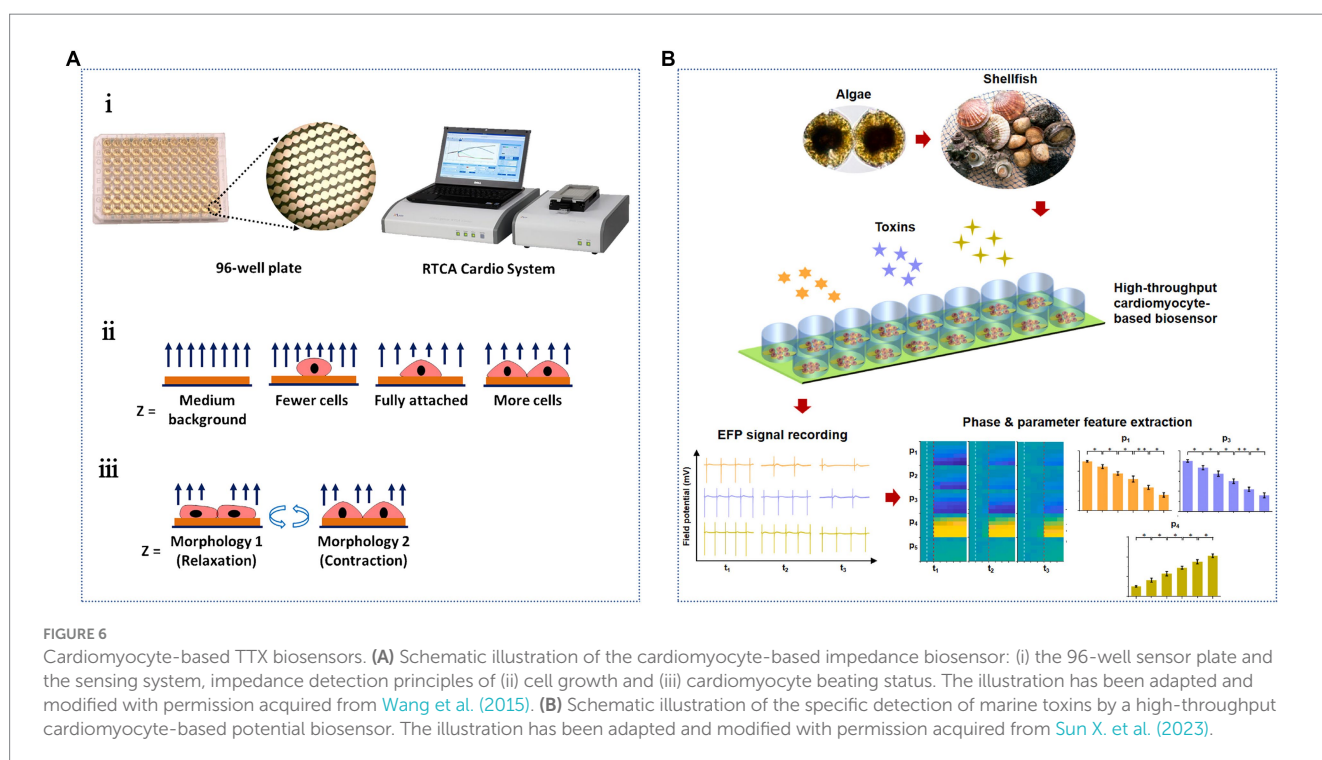 A
i
96-well plate
RTCA Cardio System
ii
Z =
Medium
background
Fewer cells
Fully attached
More cells
iii
Z =
Morphology 1
(Relaxation)
Morphology 2
(Contraction)
B
Algae
Shellfish
Toxins
High-throughput
cardiomyocyte-
based biosensor
EFP signal recording
Field potential (mV)
t₁
t₂
t₃
Phase & parameter feature extraction
p₁
p₂
p₃
p₄
p₅
t₁
t₂
t₃
p₁
* * * * * * *
p₃
* * * * ** *
p₄
* * * * * *
FIGURE 6
Cardiomyocyte-based TTX biosensors. (A) Schematic illustration of the cardiomyocyte-based impedance biosensor: (i) the 96-well sensor plate and
the sensing system, impedance detection principles of (ii) cell growth and (iii) cardiomyocyte beating status. The illustration has been adapted and
modified with permission acquired from Wang et al. (2015). (B) Schematic illustration of the specific detection of marine toxins by a high-throughput
cardiomyocyte-based potential biosensor. The illustration has been adapted and modified with permission acquired from Sun X. et al. (2023).